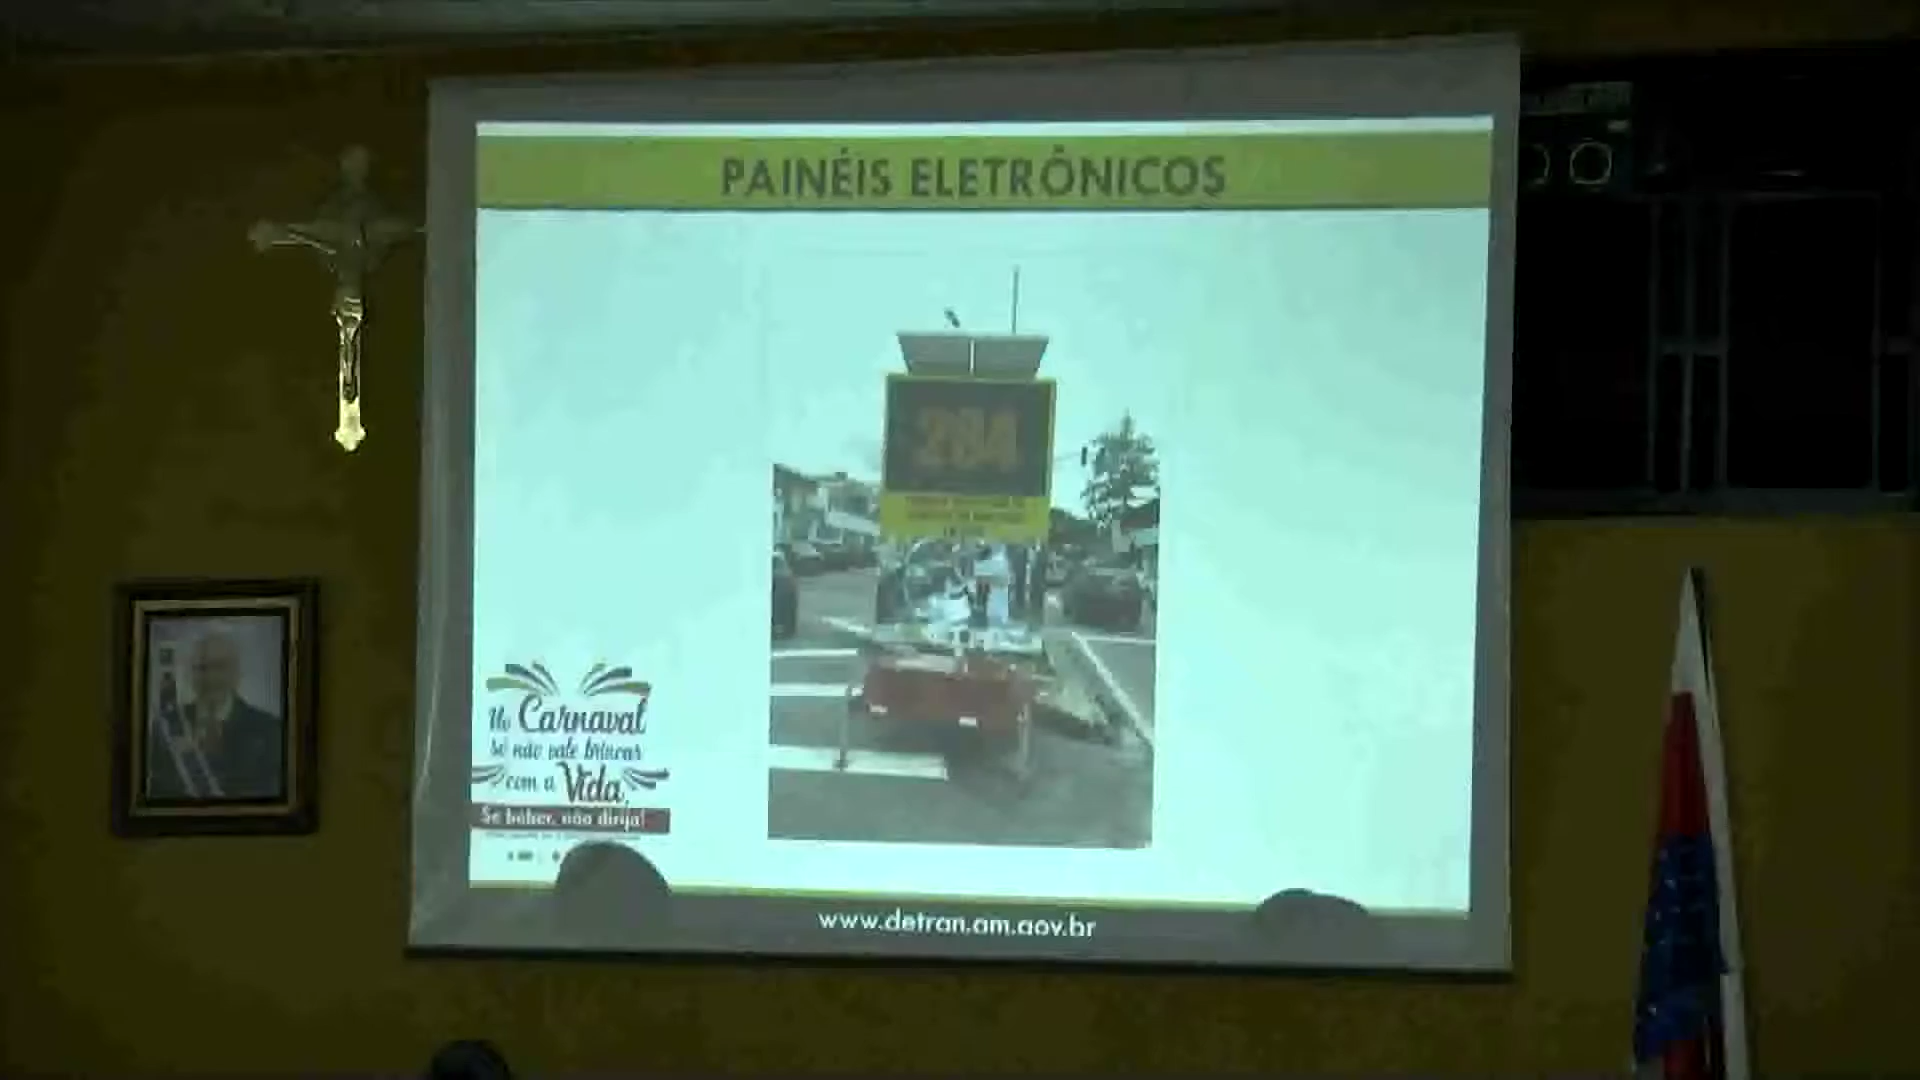 PAINÉIS ELETRÔNICOS
284
No Carnaval
só não vale brincar
com a Vida.
Se beber, não dirija!
www.detran.am.gov.br